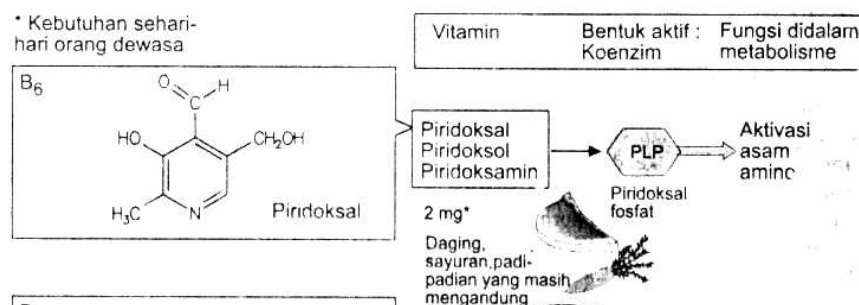 * Kebutuhan sehari-
hari orang dewasa
Vitamin
Bentuk aktif :
Koenzim
Fungsi didalam
metabolisme
B6
O
H
C
HO
CH2OH
H3C
N
Piridoksal
Piridoksal
Piridoksol
Piridoksamin
PLP
Piridoksal
fosfat
Aktivasi
asam
amino
2 mg*
Daging,
sayuran,padi-
padian yang masih
mengandung